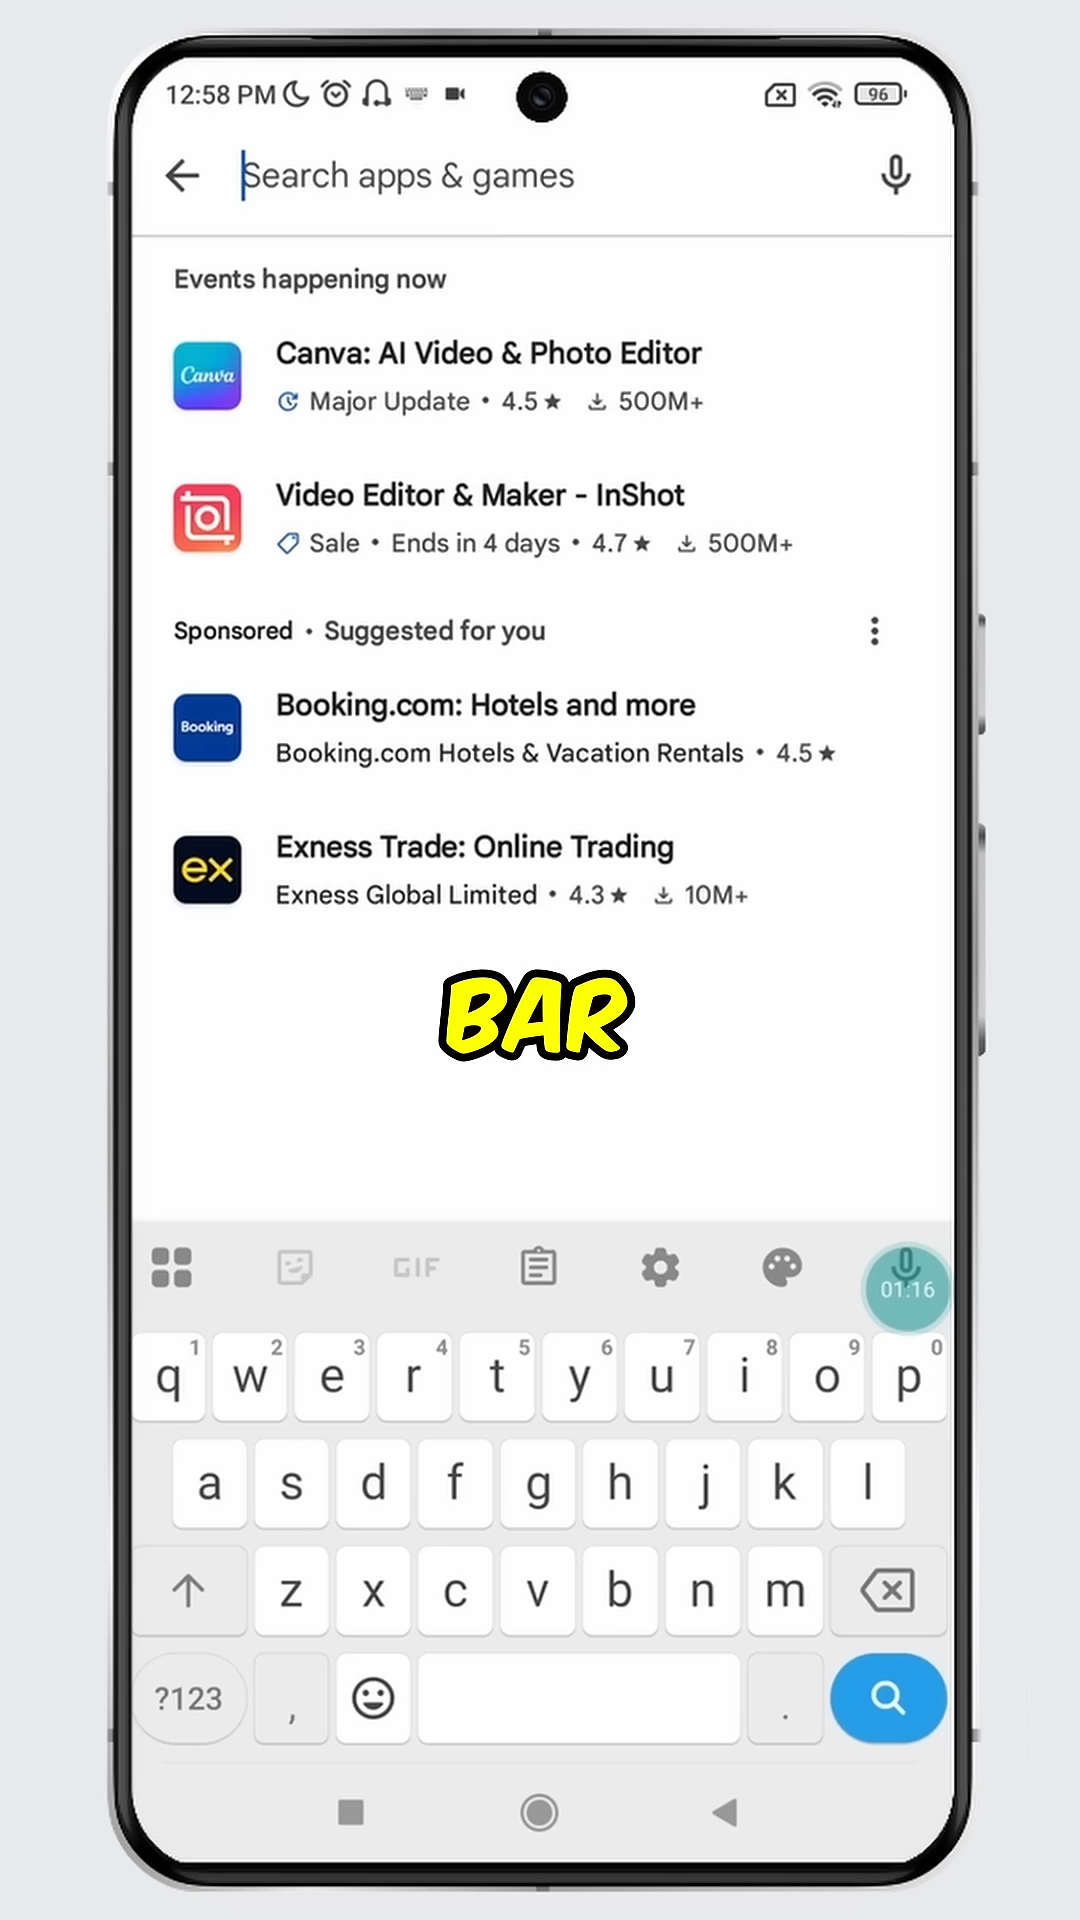 12:58 PM 96
Search apps & games
Events happening now
Canva
Canva: AI Video & Photo Editor
Major Update • 4.5★ 500M+
Video Editor & Maker - InShot
Sale • Ends in 4 days • 4.7★ 500M+
Sponsored • Suggested for you
Booking
Booking.com: Hotels and more
Booking.com Hotels & Vacation Rentals • 4.5★
ex
Exness Trade: Online Trading
Exness Global Limited • 4.3★ 10M+
BAR
GIF
01:16
1 2 3 4 5 6 7 8 9 0
q w e r t y u i o p
a s d f g h j k l
z x c v b n m
?123 , .